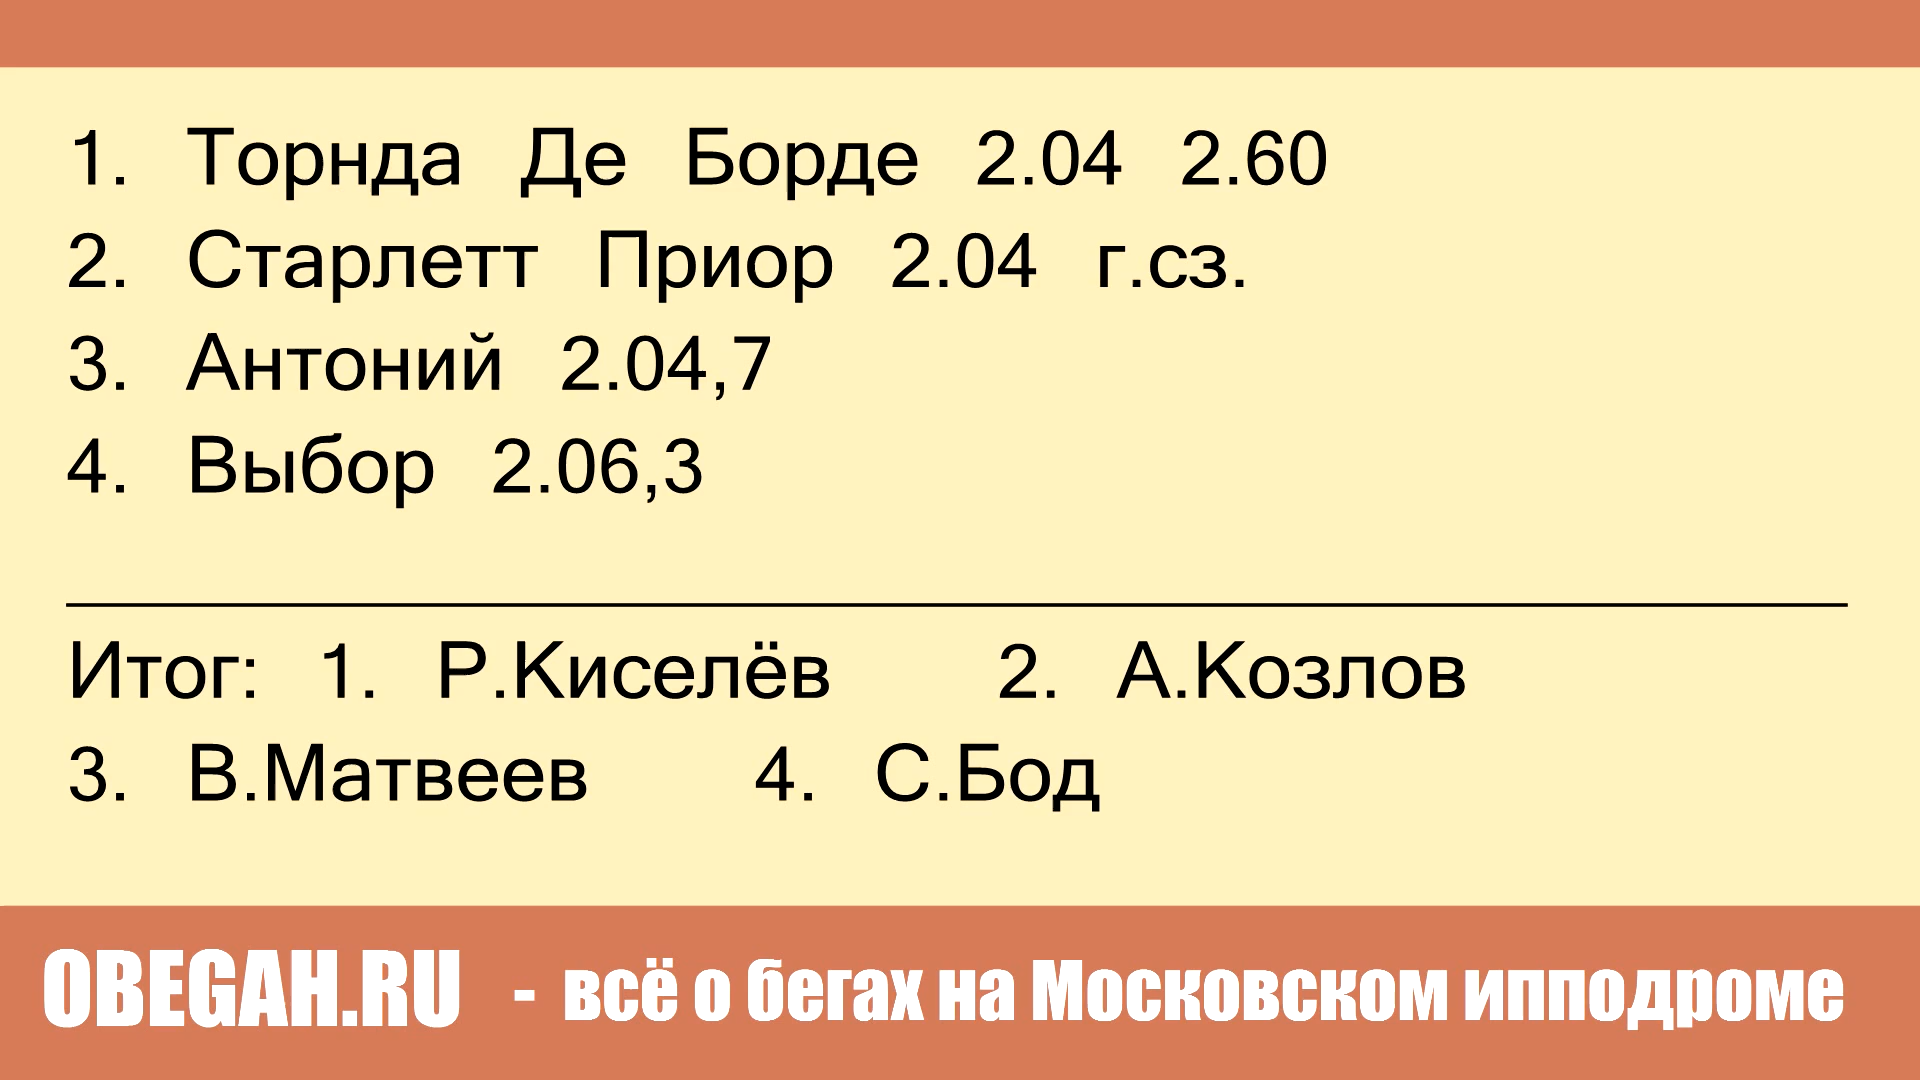 1. Торнда Де Борде 2.04 2.60
2. Старлетт Приор 2.04 г.сз.
3. Антоний 2.04,7
4. Выбор 2.06,3
Итог: 1. Р.Киселёв 2. А.Козлов
3. В.Матвеев 4. С.Бод
OBEGAH.RU - всё о бегах на Московском ипподроме